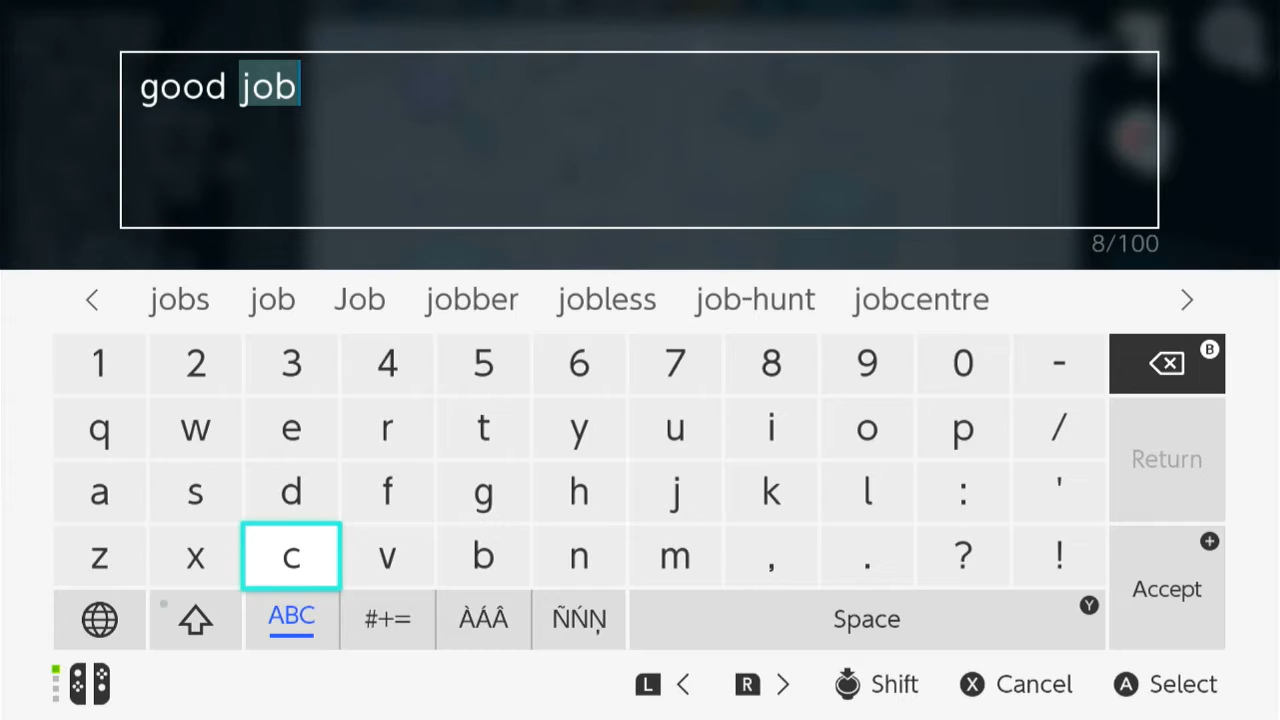 good job
8/100
jobs job Job jobber jobless job-hunt jobcentre
1 2 3 4 5 6 7 8 9 0 - B
q w e r t y u i o p /
a s d f g h j k l : ' Return
z x c v b n m , . ? ! +
ABC #+= ÀÁÂ ÑŃŅ Space Y Accept
L R Shift X Cancel A Select